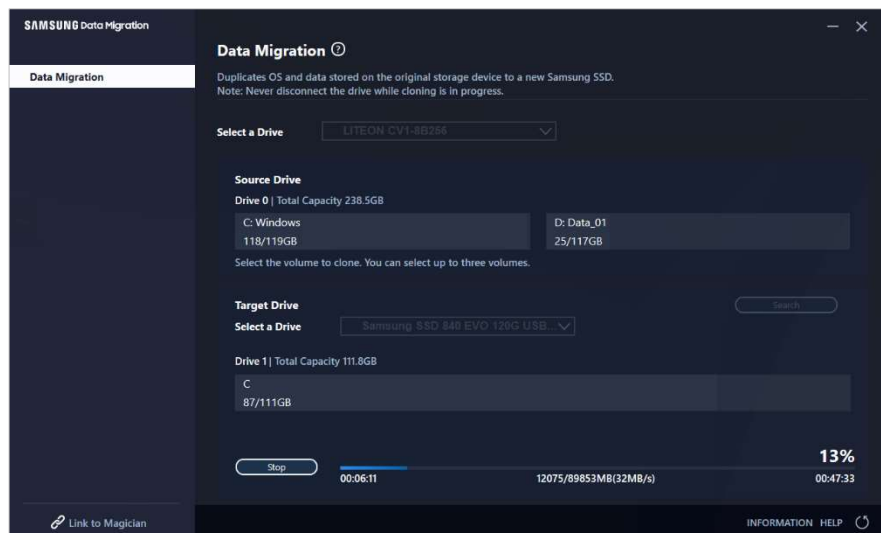 SAMSUNG Data Migration
Data Migration
Data Migration ?
Duplicates OS and data stored on the original storage device to a new Samsung SSD.
Note: Never disconnect the drive while cloning is in progress.
Select a Drive LITEON CV1-8B256
Source Drive
Drive 0 | Total Capacity 238.5GB
C: Windows D: Data_01
118/119GB 25/117GB
Select the volume to clone. You can select up to three volumes.
Target Drive Search
Select a Drive Samsung SSD 840 EVO 120G USB...
Drive 1 | Total Capacity 111.8GB
C
87/111GB
13%
Stop
00:06:11 12075/89853MB(32MB/s) 00:47:33
Link to Magician INFORMATION HELP